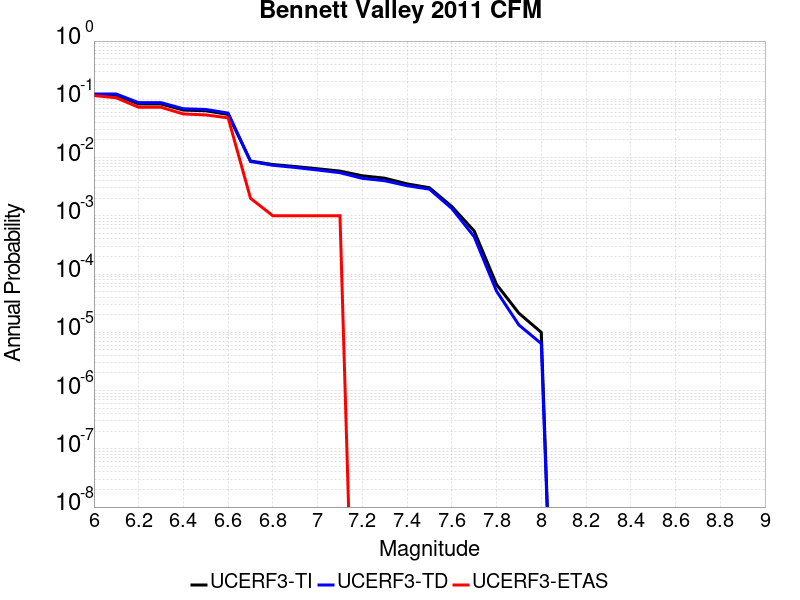 Bennett Valley 2011 CFM
10^0
10^-1
10^-2
10^-3
10^-4
10^-5
10^-6
10^-7
10^-8
Annual Probability
6 6.2 6.4 6.6 6.8 7 7.2 7.4 7.6 7.8 8 8.2 8.4 8.6 8.8 9
Magnitude
UCERF3-TI UCERF3-TD UCERF3-ETAS